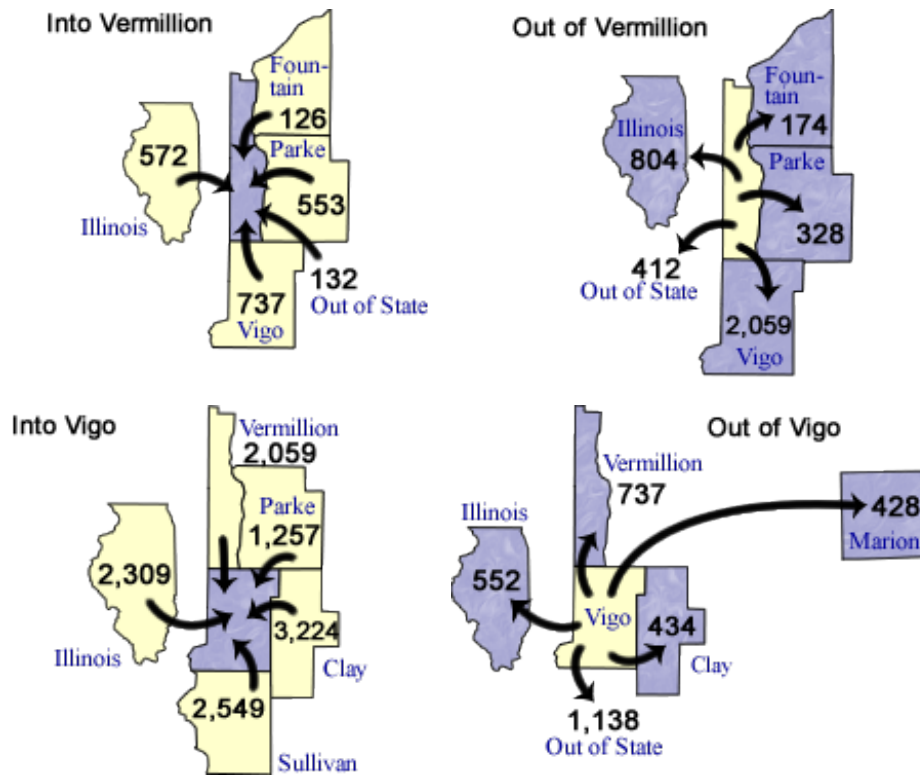 Into Vermillion
Foun-
tain
126
572
Parke
553
Illinois
132
Out of State
737
Vigo
Out of Vermillion
Foun-
tain
174
Illinois
804
Parke
328
412
Out of State
2,059
Vigo
Into Vigo
Vermillion
2,059
Parke
1,257
2,309
3,224
Illinois
Clay
2,549
Sullivan
Out of Vigo
Vermillion
737
428
Marion
Illinois
552
Vigo
434
Clay
1,138
Out of State